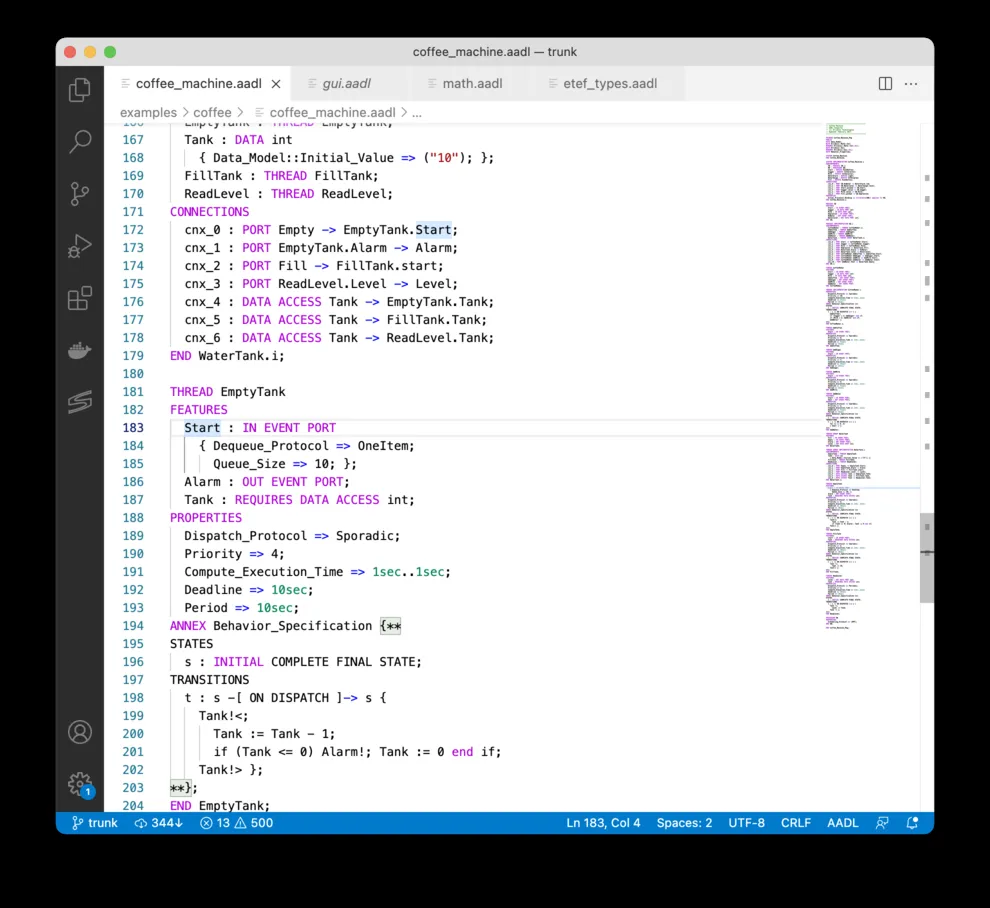 coffee_machine.aadl — trunk
coffee_machine.aadl
gui.aadl
math.aadl
etef_types.aadl
examples > coffee > coffee_machine.aadl > ...
166 EmptyTank : THREAD EmptyTank;
167 Tank : DATA int
168 { Data_Model::Initial_Value => ("10"); };
169 FillTank : THREAD FillTank;
170 ReadLevel : THREAD ReadLevel;
171 CONNECTIONS
172 cnx_0 : PORT Empty -> EmptyTank.Start;
173 cnx_1 : PORT EmptyTank.Alarm -> Alarm;
174 cnx_2 : PORT Fill -> FillTank.start;
175 cnx_3 : PORT ReadLevel.Level -> Level;
176 cnx_4 : DATA ACCESS Tank -> EmptyTank.Tank;
177 cnx_5 : DATA ACCESS Tank -> FillTank.Tank;
178 cnx_6 : DATA ACCESS Tank -> ReadLevel.Tank;
179 END WaterTank.i;
180
181 THREAD EmptyTank
182 FEATURES
183 Start : IN EVENT PORT
184 { Dequeue_Protocol => OneItem;
185 Queue_Size => 10; };
186 Alarm : OUT EVENT PORT;
187 Tank : REQUIRES DATA ACCESS int;
188 PROPERTIES
189 Dispatch_Protocol => Sporadic;
190 Priority => 4;
191 Compute_Execution_Time => 1sec..1sec;
192 Deadline => 10sec;
193 Period => 10sec;
194 ANNEX Behavior_Specification {**
195 STATES
196 s : INITIAL COMPLETE FINAL STATE;
197 TRANSITIONS
198 t : s -[ ON DISPATCH ]-> s {
199 Tank!<;
200 Tank := Tank - 1;
201 if (Tank <= 0) Alarm!; Tank := 0 end if;
202 Tank!> };
203 **};
204 END EmptyTank;
1
trunk 344↓ 13 500 Ln 183, Col 4 Spaces: 2 UTF-8 CRLF AADL